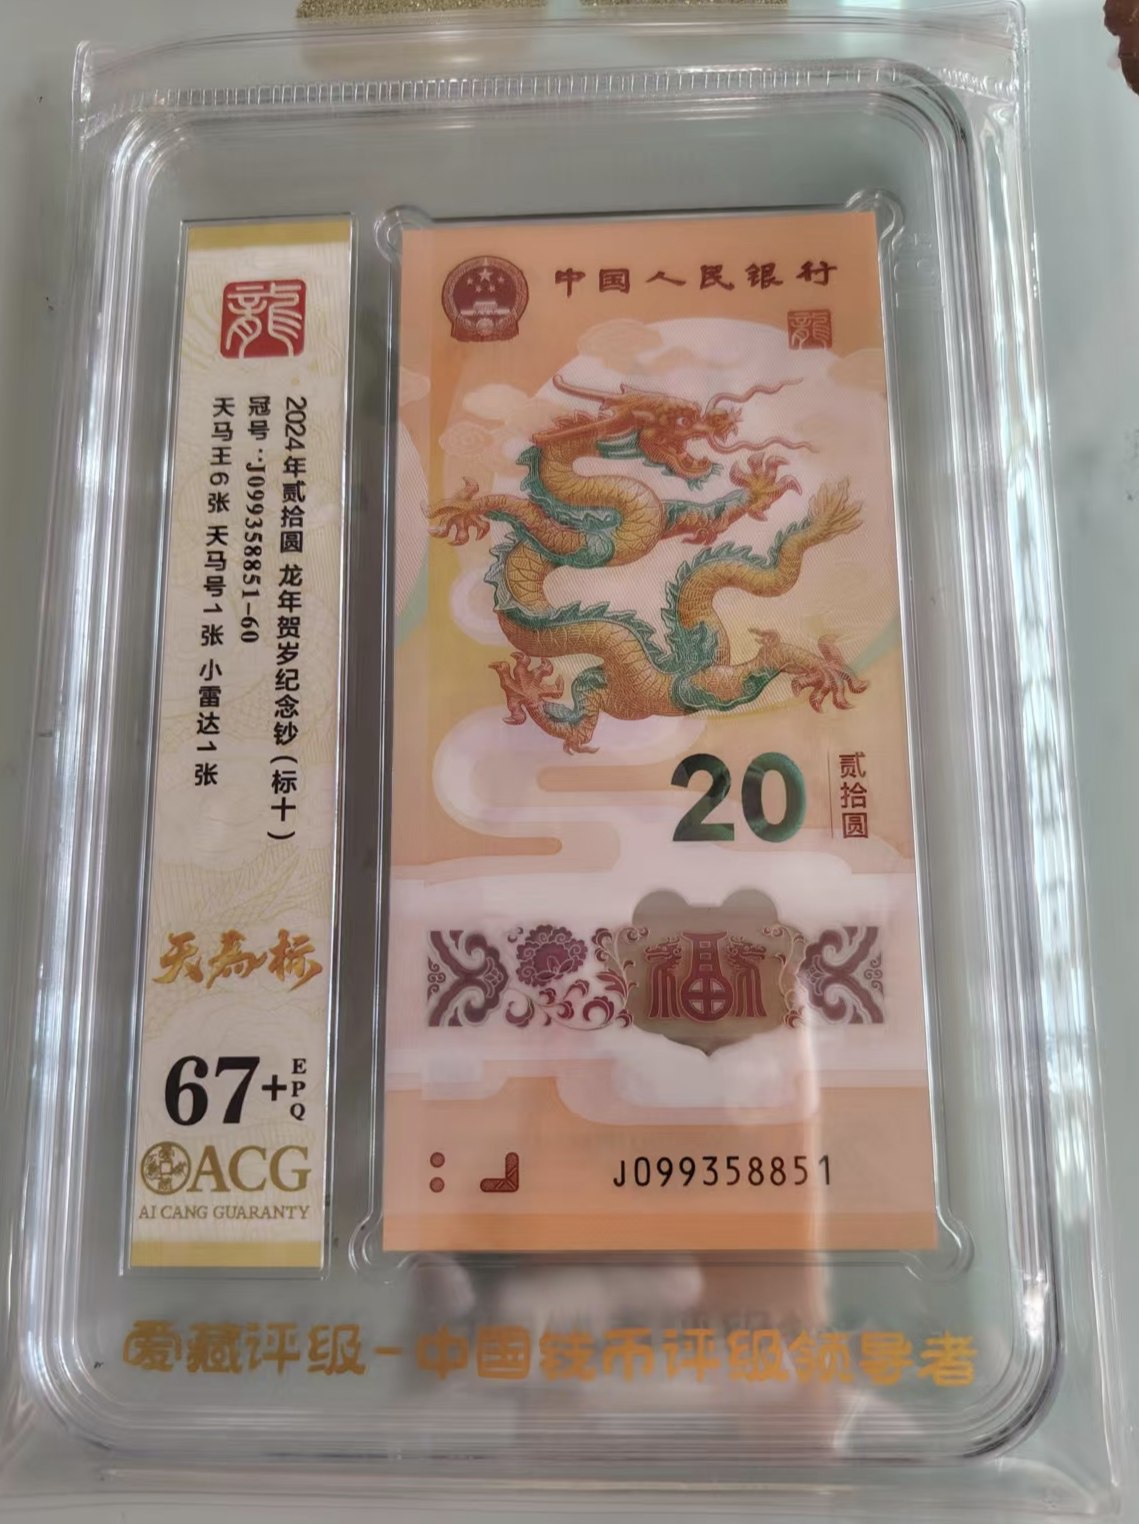 龍
2024年贰拾圆 龙年贺岁纪念钞(标十)
冠号:J099358851-60
天马王6张 天马号1张 小雷达1张
天马标
67+EPQ
ACG
AI CANG GUARANTY
中国人民银行
龍
20
贰拾圆
福
J099358851
爱藏评级-中国钱币评级领导者